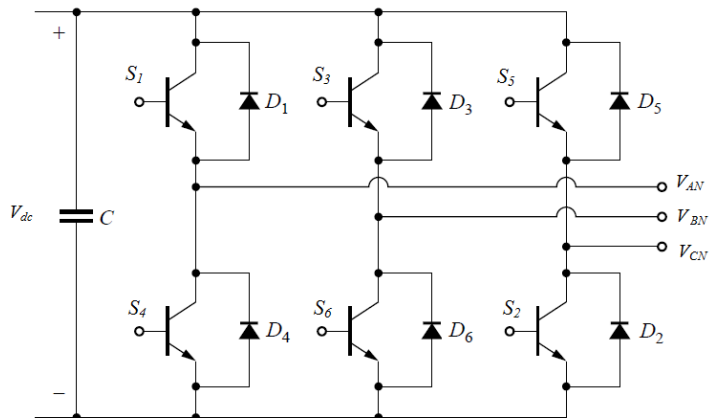 +
S1 D1 S3 D3 S5 D5
VAN
Vdc C VBN
VCN
S4 D4 S6 D6 S2 D2
−